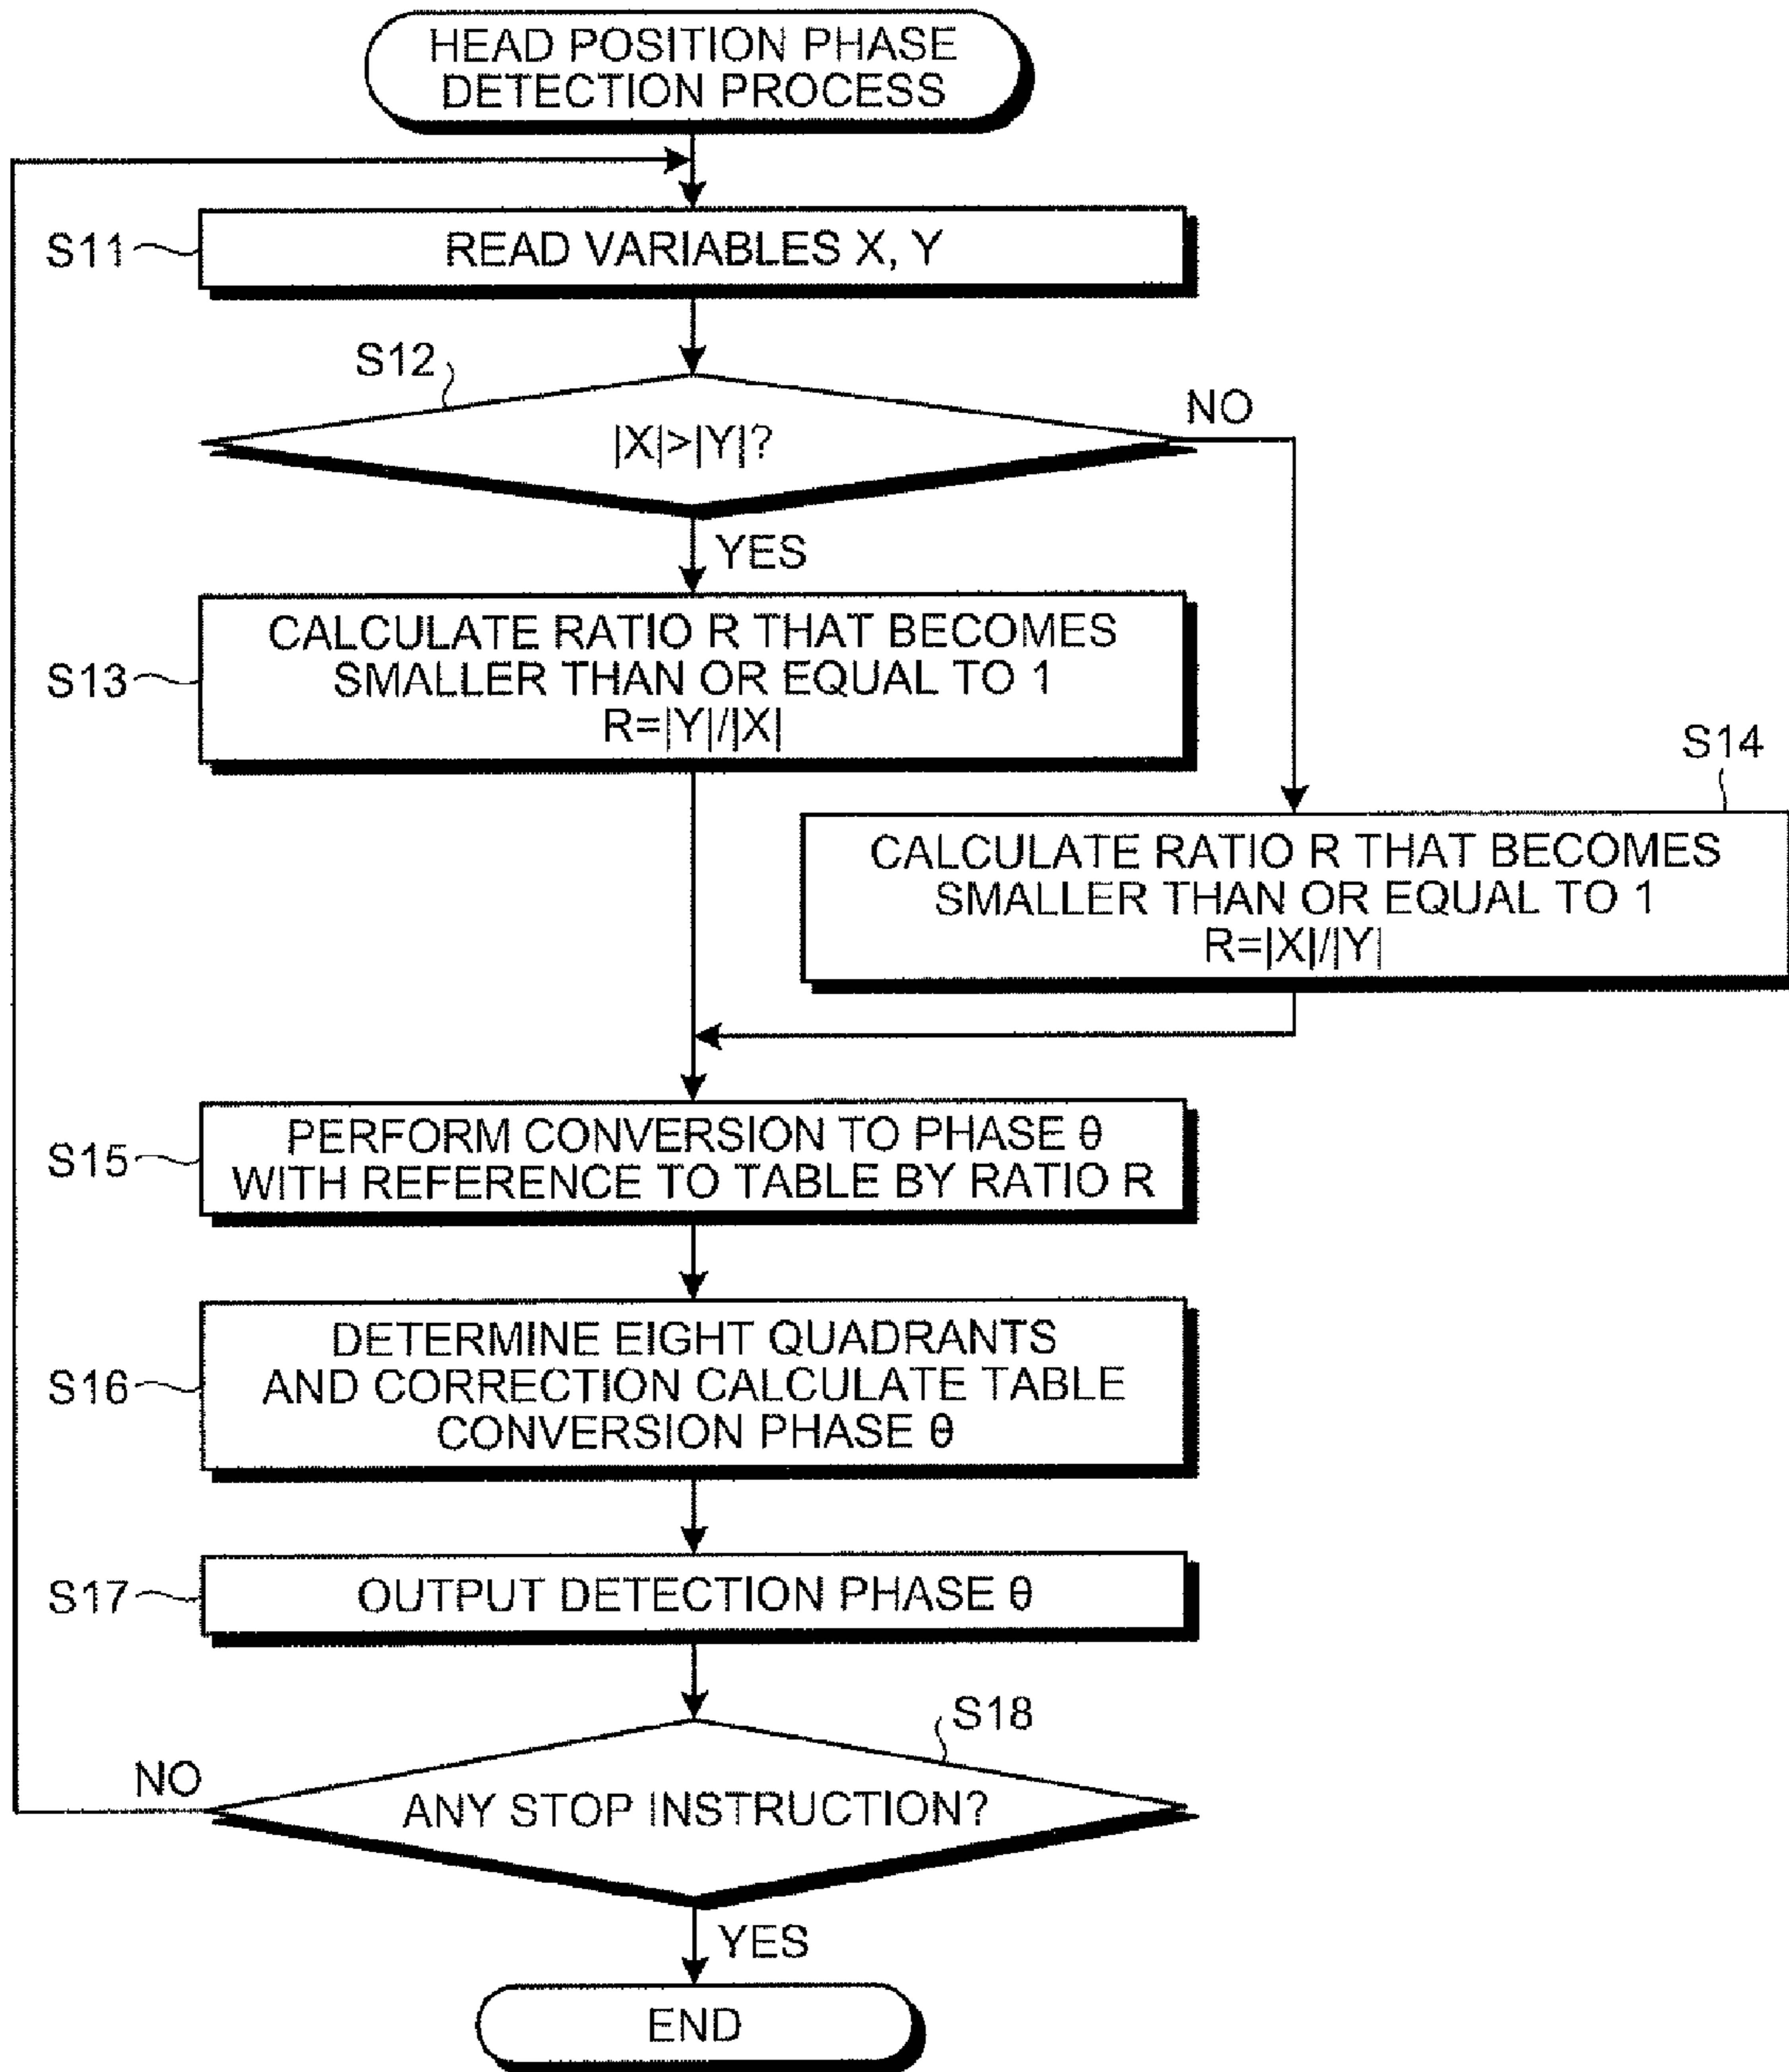 HEAD POSITION PHASE
DETECTION PROCESS
S11
READ VARIABLES X, Y
S12
|X|>|Y|?
NO
YES
S13
CALCULATE RATIO R THAT BECOMES
SMALLER THAN OR EQUAL TO 1
R=|Y|/|X|
S14
CALCULATE RATIO R THAT BECOMES
SMALLER THAN OR EQUAL TO 1
R=|X|/|Y|
S15
PERFORM CONVERSION TO PHASE θ
WITH REFERENCE TO TABLE BY RATIO R
S16
DETERMINE EIGHT QUADRANTS
AND CORRECTION CALCULATE TABLE
CONVERSION PHASE θ
S17
OUTPUT DETECTION PHASE θ
S18
NO
ANY STOP INSTRUCTION?
YES
END